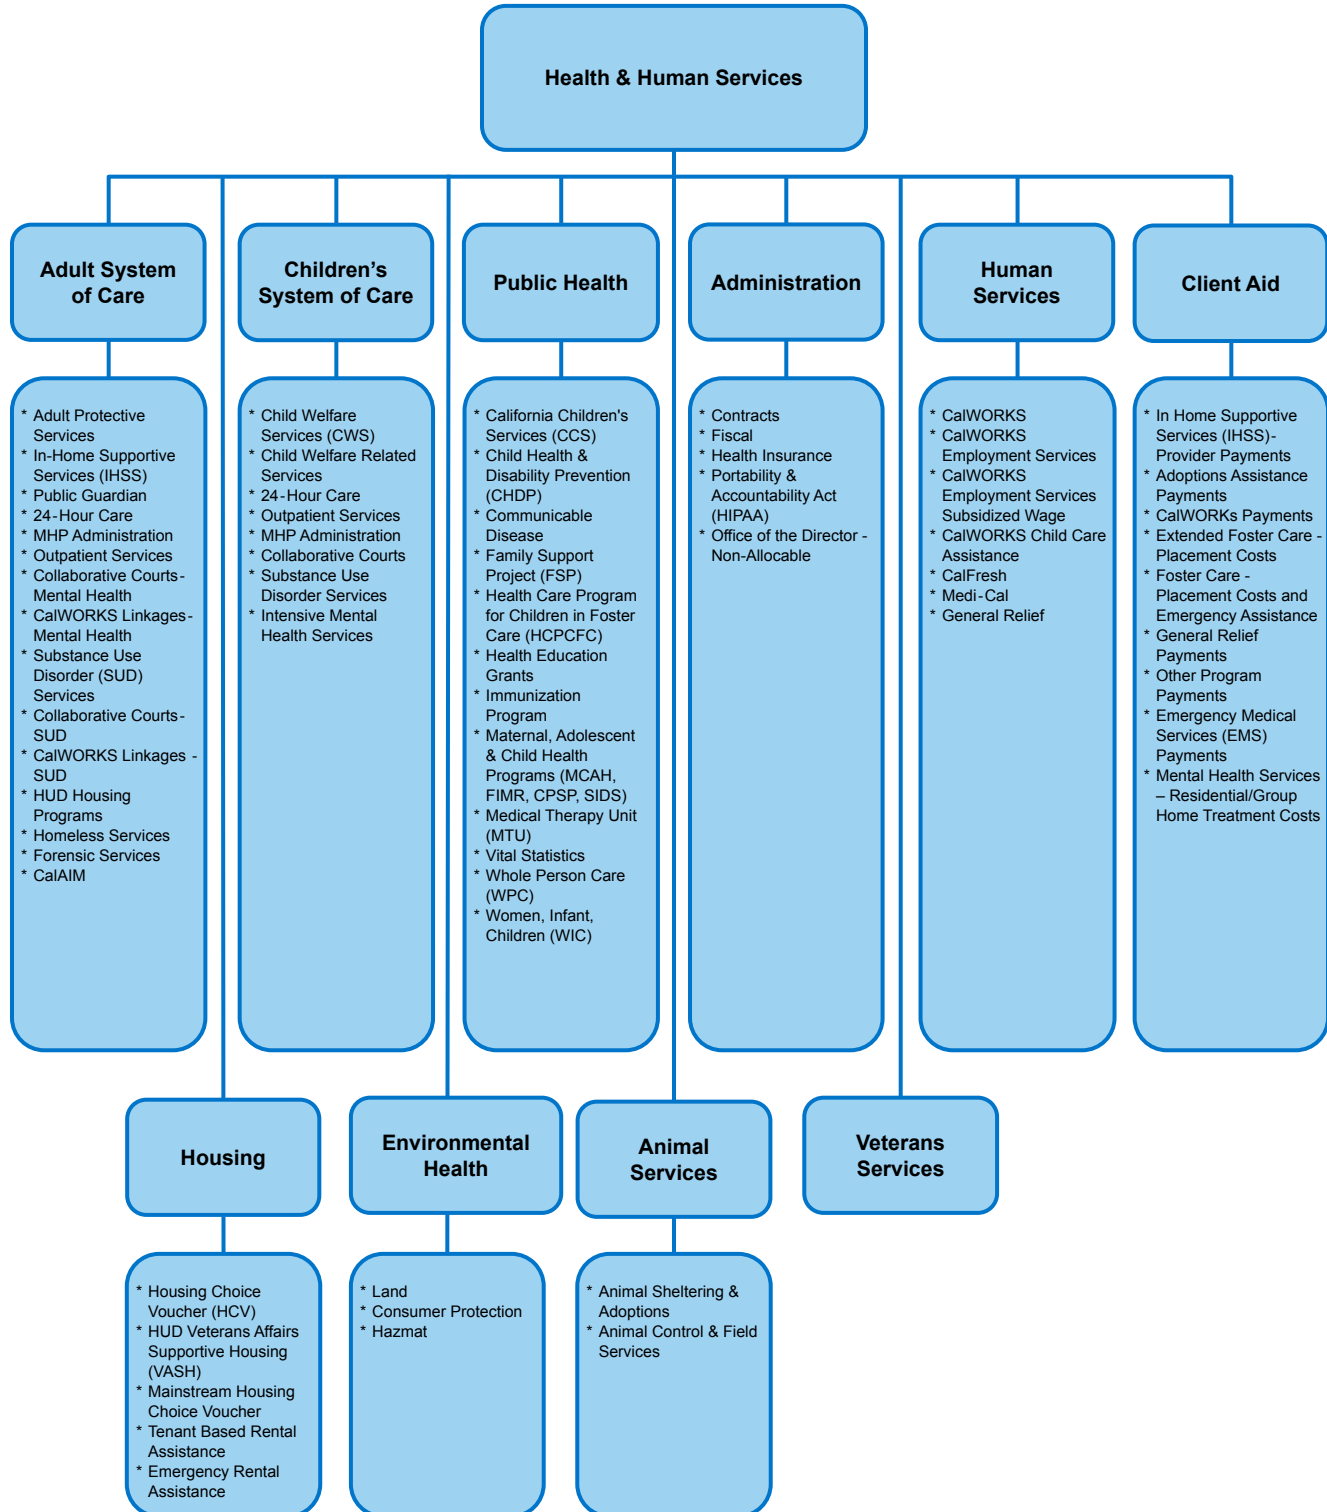 Health & Human Services
Adult System
of Care
Children’s
System of Care
Public Health
Administration
Human
Services
Client Aid
* Adult Protective
Services
* In-Home Supportive
Services (IHSS)
* Public Guardian
* 24-Hour Care
* MHP Administration
* Outpatient Services
* Collaborative Courts-
Mental Health
* CalWORKS Linkages-
Mental Health
* Substance Use
Disorder (SUD)
Services
* Collaborative Courts-
SUD
* CalWORKS Linkages -
SUD
* HUD Housing
Programs
* Homeless Services
* Forensic Services
* CalAIM
* Child Welfare
Services (CWS)
* Child Welfare Related
Services
* 24-Hour Care
* Outpatient Services
* MHP Administration
* Collaborative Courts
* Substance Use
Disorder Services
* Intensive Mental
Health Services
* California Children's
Services (CCS)
* Child Health &
Disability Prevention
(CHDP)
* Communicable
Disease
* Family Support
Project (FSP)
* Health Care Program
for Children in Foster
Care (HCPCFC)
* Health Education
Grants
* Immunization
Program
* Maternal, Adolescent
& Child Health
Programs (MCAH,
FIMR, CPSP, SIDS)
* Medical Therapy Unit
(MTU)
* Vital Statistics
* Whole Person Care
(WPC)
* Women, Infant,
Children (WIC)
* Contracts
* Fiscal
* Health Insurance
* Portability &
Accountability Act
(HIPAA)
* Office of the Director -
Non-Allocable
* CalWORKS
* CalWORKS
Employment Services
* CalWORKS
Employment Services
Subsidized Wage
* CalWORKS Child Care
Assistance
* CalFresh
* Medi-Cal
* General Relief
* In Home Supportive
Services (IHSS)-
Provider Payments
* Adoptions Assistance
Payments
* CalWORKs Payments
* Extended Foster Care -
Placement Costs
* Foster Care -
Placement Costs and
Emergency Assistance
* General Relief
Payments
* Other Program
Payments
* Emergency Medical
Services (EMS)
Payments
* Mental Health Services
– Residential/Group
Home Treatment Costs
Housing
Environmental
Health
Animal
Services
Veterans
Services
* Housing Choice
Voucher (HCV)
* HUD Veterans Affairs
Supportive Housing
(VASH)
* Mainstream Housing
Choice Voucher
* Tenant Based Rental
Assistance
* Emergency Rental
Assistance
* Land
* Consumer Protection
* Hazmat
* Animal Sheltering &
Adoptions
* Animal Control & Field
Services